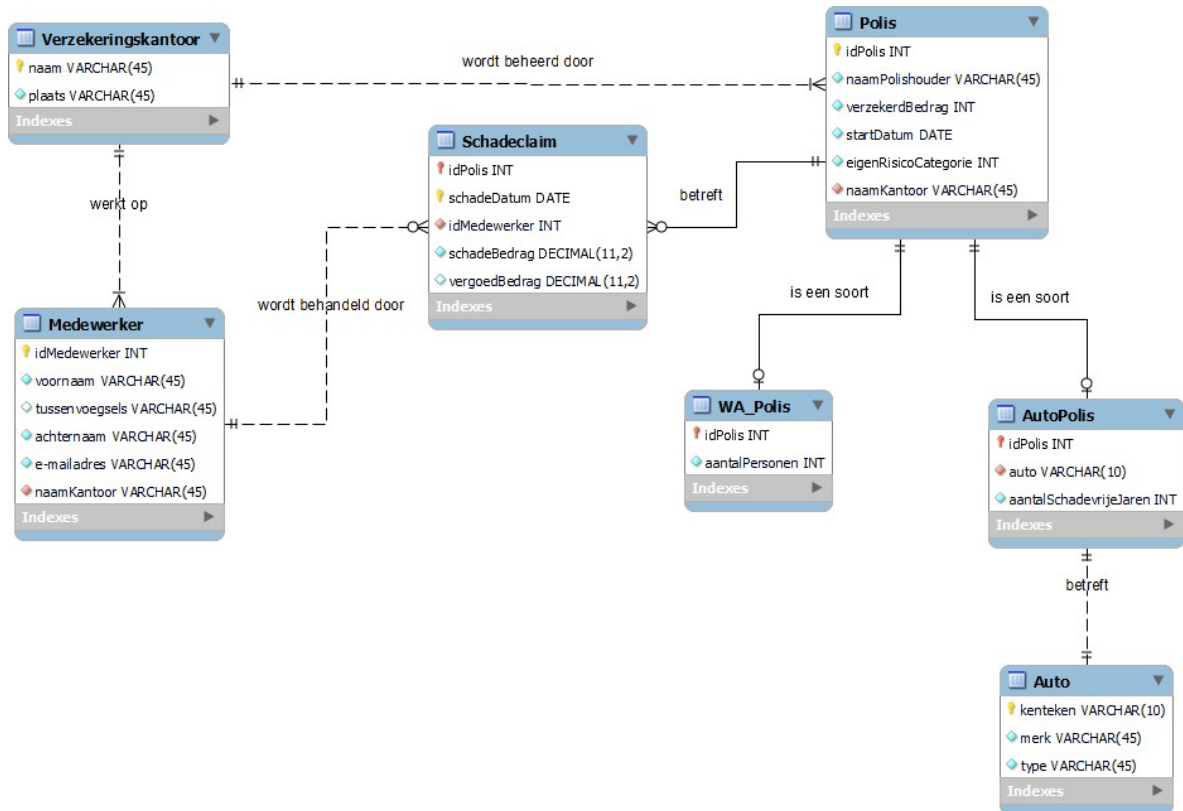 Verzekeringskantoor
naam VARCHAR(45)
plaats VARCHAR(45)
Indexes
wordt beheerd door
Polis
idPolis INT
naamPolishouder VARCHAR(45)
verzekerdBedrag INT
startDatum DATE
eigenRisicoCategorie INT
naamKantoor VARCHAR(45)
Indexes
Schadeclaim
idPolis INT
schadeDatum DATE
idMedewerker INT
schadeBedrag DECIMAL(11,2)
vergoedBedrag DECIMAL(11,2)
Indexes
betreft
werkt op
wordt behandeld door
Medewerker
idMedewerker INT
voornaam VARCHAR(45)
tussenvoegsels VARCHAR(45)
achternaam VARCHAR(45)
e-mailadres VARCHAR(45)
naamKantoor VARCHAR(45)
Indexes
is een soort
is een soort
WA_Polis
idPolis INT
aantalPersonen INT
Indexes
AutoPolis
idPolis INT
auto VARCHAR(10)
aantalSchadevrijeJaren INT
Indexes
betreft
Auto
kenteken VARCHAR(10)
merk VARCHAR(45)
type VARCHAR(45)
Indexes